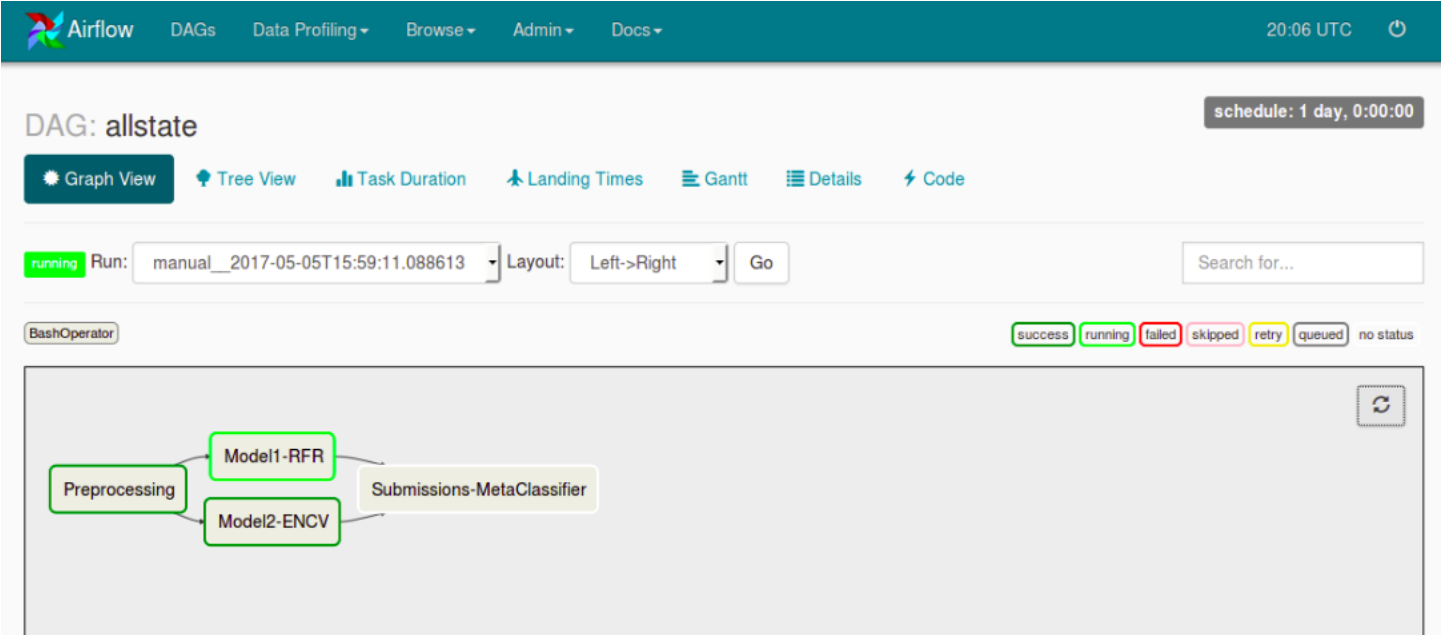 Airflow DAGs Data Profiling Browse Admin Docs 20:06 UTC
schedule: 1 day, 0:00:00
DAG: allstate
Graph View Tree View Task Duration Landing Times Gantt Details Code
running Run: manual__2017-05-05T15:59:11.088613 Layout: Left->Right Go Search for...
BashOperator success running failed skipped retry queued no status
Model1-RFR
Preprocessing Submissions-MetaClassifier
Model2-ENCV